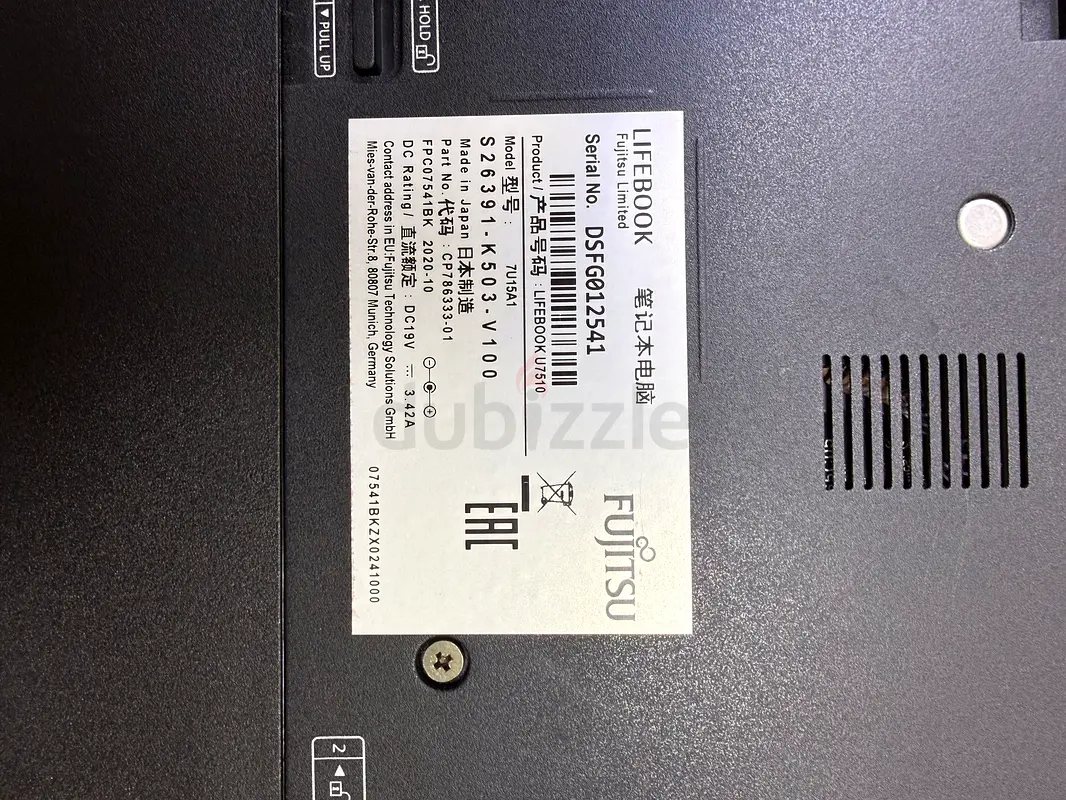 ▼PULL UP
HOLD
LIFEBOOK 笔记本电脑
Fujitsu Limited
FUJITSU
Serial No. DSFG012541
Product / 产品号码 : LIFEBOOK U7510
Model 型号 : 7U15A1
S26391-K503-V100
Made in Japan 日本制造
Part No. 代码 : CP786333-01
FPC07541BK 2020-10
DC Rating / 直流额定 : DC19V ⎓ 3.42A
Contact address in EU:Fujitsu Technology Solutions GmbH
Mies-van-der-Rohe-Str.8, 80807 Munich, Germany
EAC
07541BKZX0241000
2
dubizzle